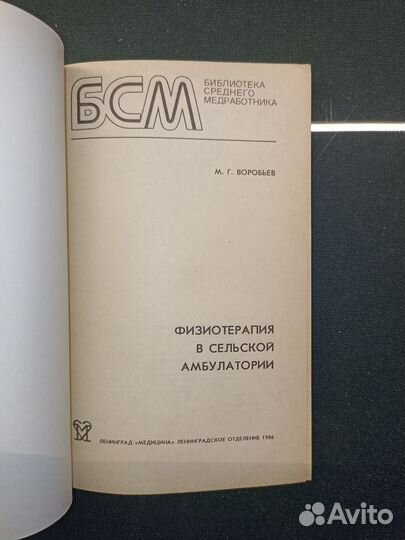 БСМ
БИБЛИОТЕКА
СРЕДНЕГО
МЕДРАБОТНИКА
М. Г. ВОРОБЬЕВ
ФИЗИОТЕРАПИЯ
В СЕЛЬСКОЙ
АМБУЛАТОРИИ
ЛЕНИНГРАД «МЕДИЦИНА» ЛЕНИНГРАДСКОЕ ОТДЕЛЕНИЕ 1986
Avito